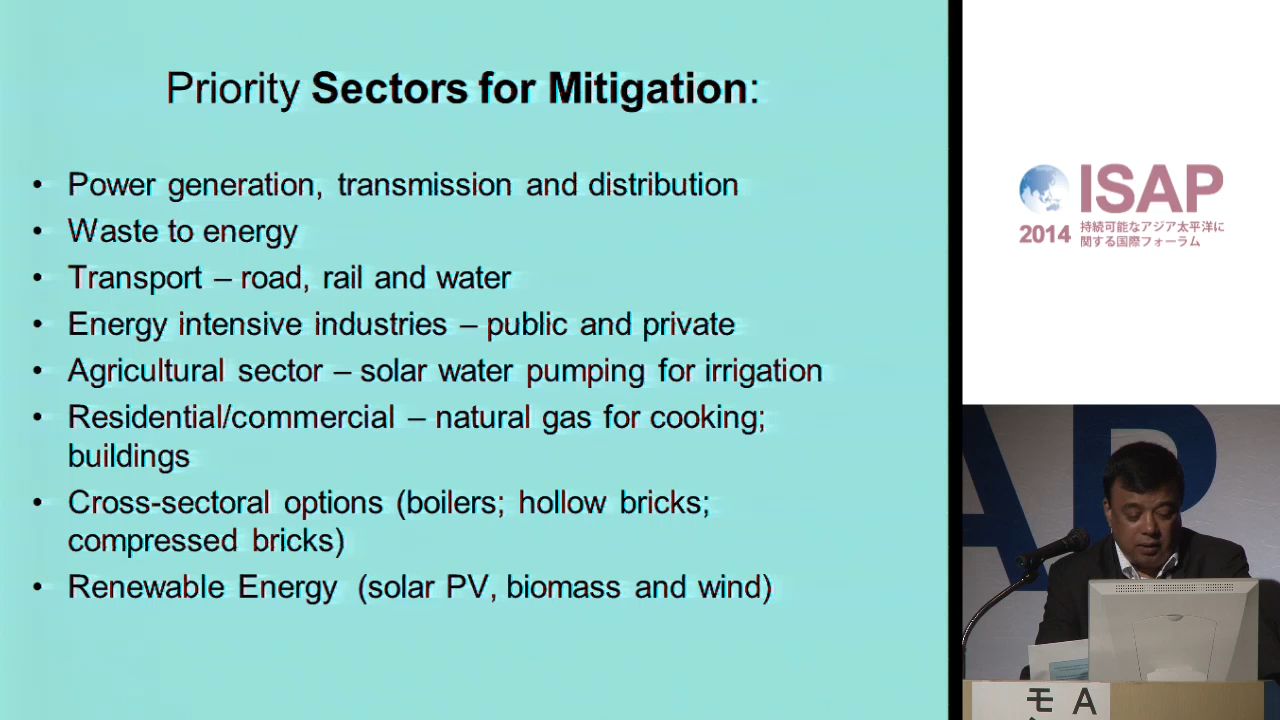 Priority Sectors for Mitigation:
• Power generation, transmission and distribution
• Waste to energy
• Transport – road, rail and water
• Energy intensive industries – public and private
• Agricultural sector – solar water pumping for irrigation
• Residential/commercial – natural gas for cooking;
buildings
• Cross-sectoral options (boilers; hollow bricks;
compressed bricks)
• Renewable Energy (solar PV, biomass and wind)
ISAP
2014 持続可能なアジア太平洋に
関する国際フォーラム
AP
モ A